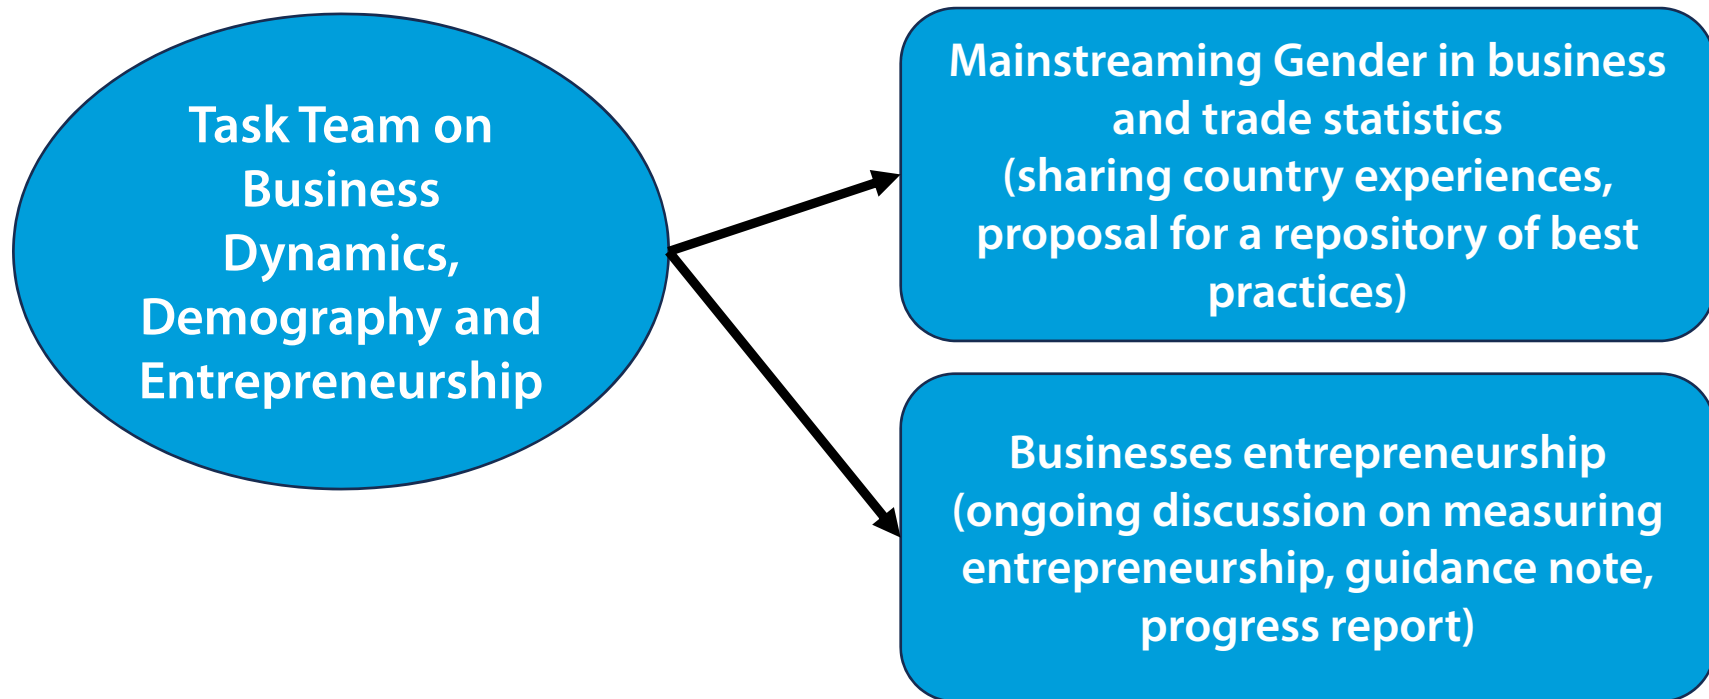 Task Team on
Business
Dynamics,
Demography and
Entrepreneurship
Mainstreaming Gender in business
and trade statistics
(sharing country experiences,
proposal for a repository of best
practices)
Businesses entrepreneurship
(ongoing discussion on measuring
entrepreneurship, guidance note,
progress report)